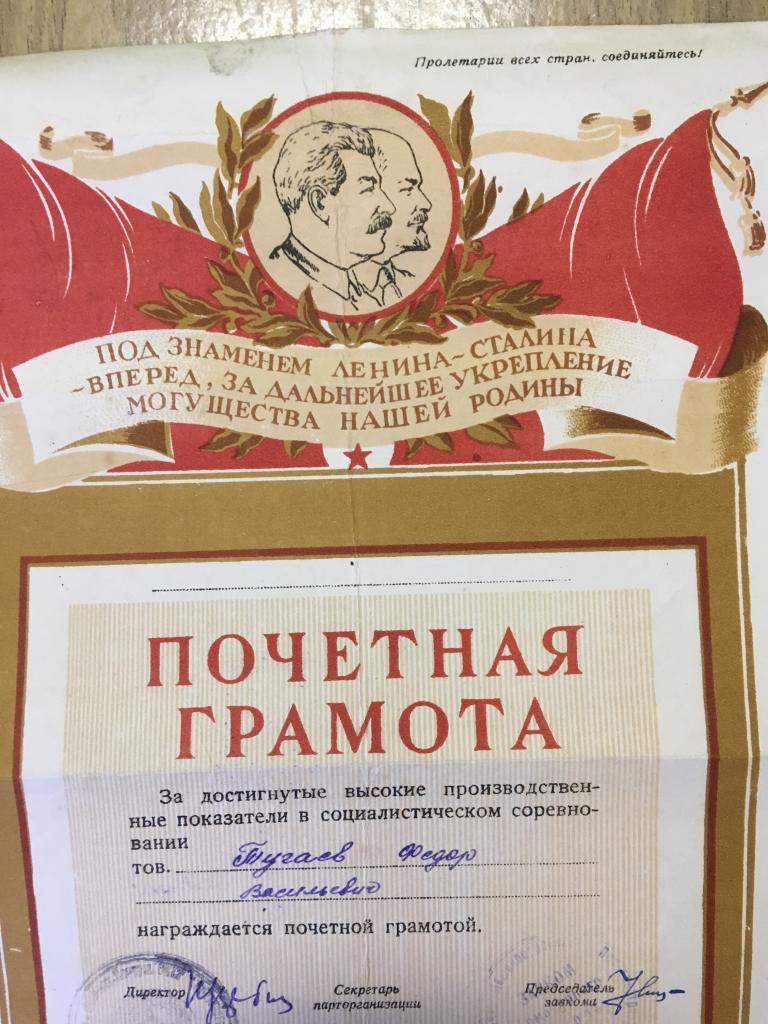 Пролетарии всех стран, соединяйтесь!
ПОД ЗНАМЕНЕМ ЛЕНИНА~СТАЛИНА
~ВПЕРЕД, ЗА ДАЛЬНЕЙШЕЕ УКРЕПЛЕНИЕ
МОГУЩЕСТВА НАШЕЙ РОДИНЫ
ПОЧЕТНАЯ
ГРАМОТА
За достигнутые высокие производствен-
ные показатели в социалистическом соревно-
вании
тов. Тугаев Федор
Васильевич
награждается почетной грамотой.
Директор Секретарь Председатель
парторганизации завкома